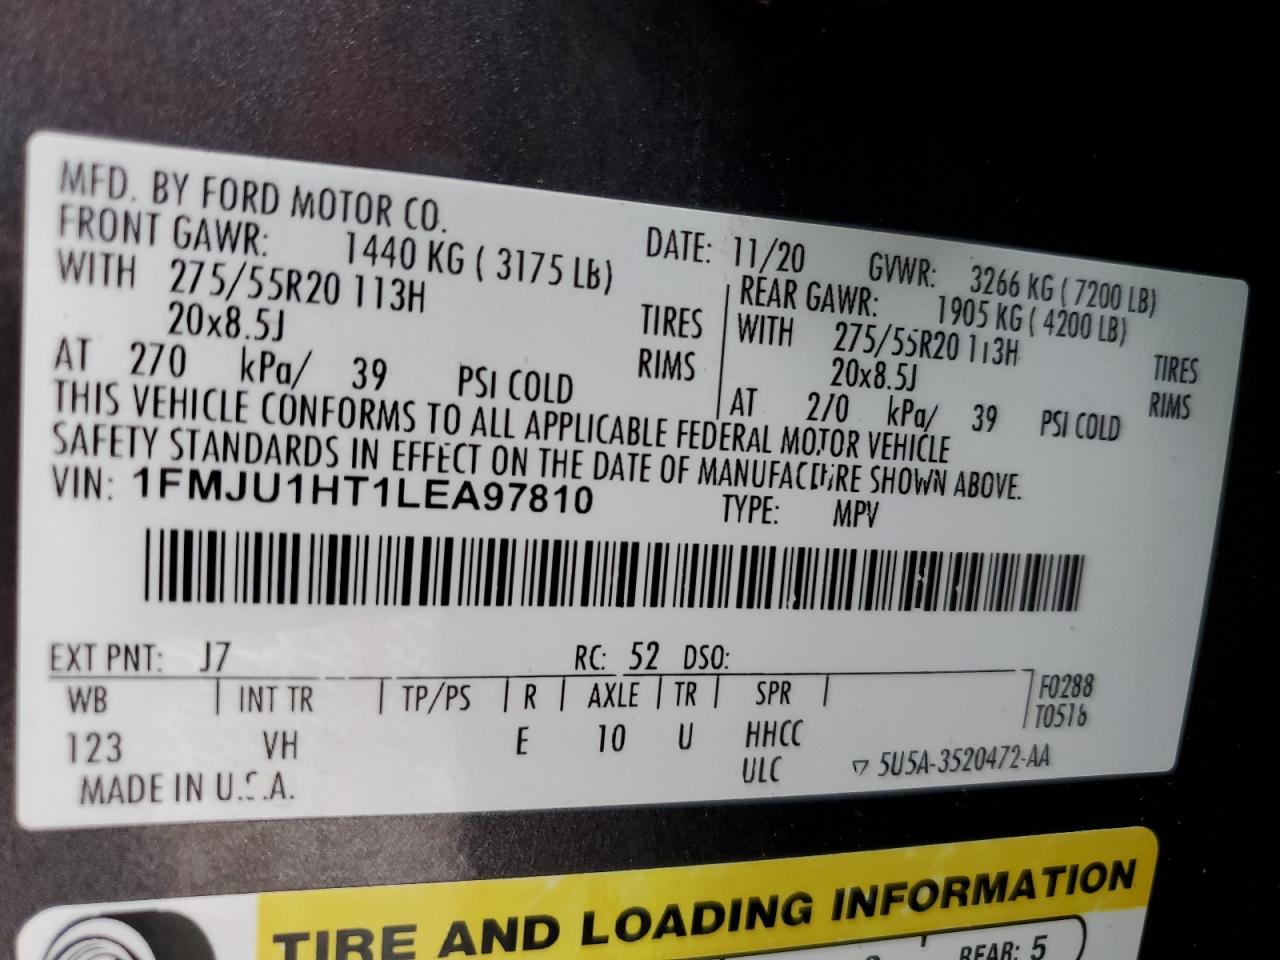 MFD. BY FORD MOTOR CO.
DATE: 11/20 GVWR: 3266 KG ( 7200 LB)
FRONT GAWR: 1440 KG ( 3175 LB)
REAR GAWR: 1905 KG ( 4200 LB)
WITH 275/55R20 113H TIRES
WITH 275/55R20 113H TIRES
20x8.5J RIMS
20x8.5J RIMS
AT 270 kPa/ 39 PSI COLD
AT 270 kPa/ 39 PSI COLD
THIS VEHICLE CONFORMS TO ALL APPLICABLE FEDERAL MOTOR VEHICLE
SAFETY STANDARDS IN EFFECT ON THE DATE OF MANUFACTURE SHOWN ABOVE.
VIN: 1FMJU1HT1LEA97810 TYPE: MPV
EXT PNT: J7 RC: 52 DSO:
WB INT TR TP/PS R AXLE TR SPR F0288
T0516
123 VH E 10 U HHCC
ULC 5U5A-3520472-AA
MADE IN U.S.A.
TIRE AND LOADING INFORMATION
REAR: 5